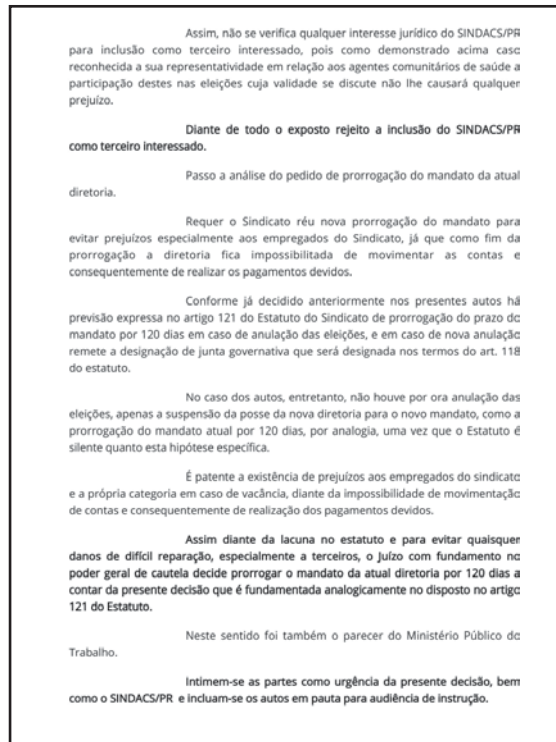 Assim, não se verifica qualquer interesse jurídico do SINDACS/PR
para inclusão como terceiro interessado, pois como demonstrado acima caso
reconhecida a sua representatividade em relação aos agentes comunitários de saúde a
participação destes nas eleições cuja validade se discute não lhe causará qualquer
prejuízo.
Diante de todo o exposto rejeito a inclusão do SINDACS/PR
como terceiro interessado.
Passo a análise do pedido de prorrogação do mandato da atual
diretoria.
Requer o Sindicato réu nova prorrogação do mandato para
evitar prejuízos especialmente aos empregados do Sindicato, já que como fim da
prorrogação a diretoria fica impossibilitada de movimentar as contas e
consequentemente de realizar os pagamentos devidos.
Conforme já decidido anteriormente nos presentes autos há
previsão expressa no artigo 121 do Estatuto do Sindicato de prorrogação do prazo do
mandato por 120 dias em caso de anulação das eleições, e em caso de nova anulação
remete a designação de junta governativa que será designada nos termos do art. 118
do estatuto.
No caso dos autos, entretanto, não houve por ora anulação das
eleições, apenas a suspensão da posse da nova diretoria para o novo mandato, como a
prorrogação do mandato atual por 120 dias, por analogia, uma vez que o Estatuto é
silente quanto esta hipótese específica.
É patente a existência de prejuízos aos empregados do sindicato
e a própria categoria em caso de vacância, diante da impossibilidade de movimentação
de contas e consequentemente de realização dos pagamentos devidos.
Assim diante da lacuna no estatuto e para evitar quaisquer
danos de difícil reparação, especialmente a terceiros, o Juízo com fundamento no
poder geral de cautela decide prorrogar o mandato da atual diretoria por 120 dias a
contar da presente decisão que é fundamentada analogicamente no disposto no artigo
121 do Estatuto.
Neste sentido foi também o parecer do Ministério Público do
Trabalho.
Intimem-se as partes como urgência da presente decisão, bem
como o SINDACS/PR e incluam-se os autos em pauta para audiência de instrução.